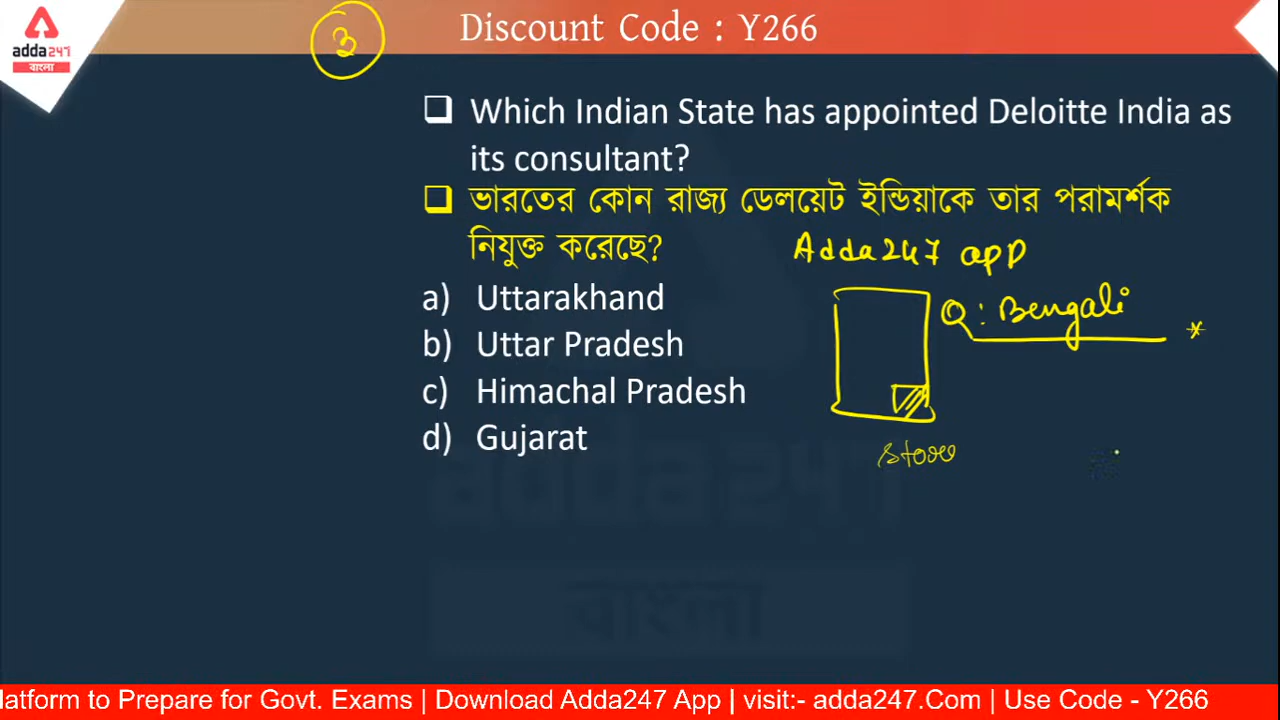 adda247
বাংলা
3
Discount Code : Y266
Which Indian State has appointed Deloitte India as
its consultant?
ভারতের কোন রাজ্য ডেলয়েট ইন্ডিয়াকে তার পরামর্শক
নিযুক্ত করেছে?
Adda247 app
a) Uttarakhand
Q: Bengali *
b) Uttar Pradesh
c) Himachal Pradesh
d) Gujarat
Store
adda247
বাংলা
latform to Prepare for Govt. Exams | Download Adda247 App | visit:- adda247.Com | Use Code - Y266